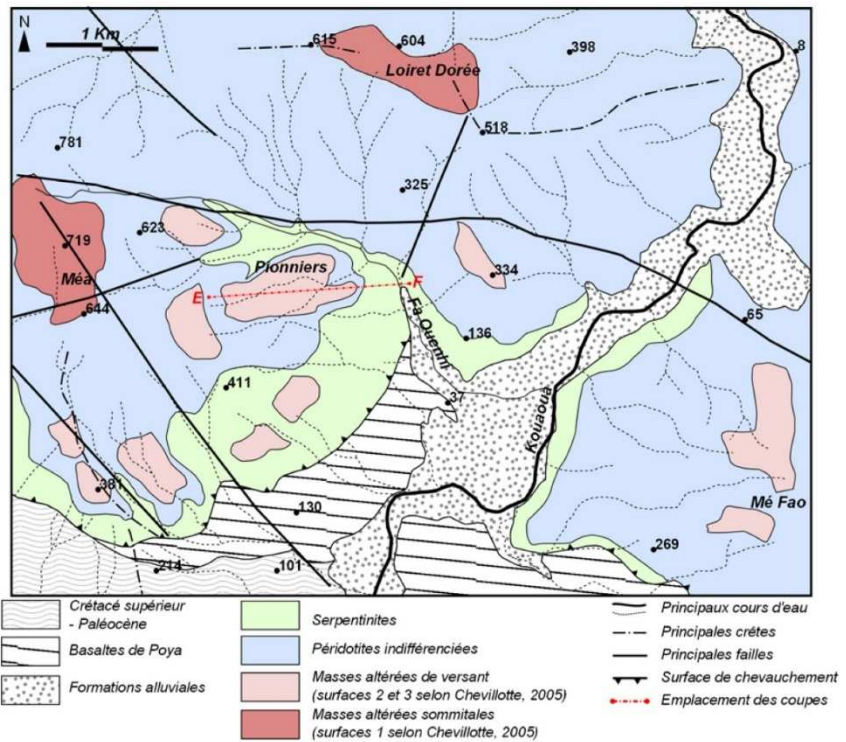 N
1 Km
615
604
398
8
Loiret Dorée
518
781
325
623
719
Pionniers
334
Méa
E
F
644
65
136
Fa Ouenhi
411
37
Kouaoua
381
130
Mé Fao
269
214
101
Crétacé supérieur
- Paléocène
Basaltes de Poya
Formations alluviales
Serpentinites
Péridotites indifférenciées
Masses altérées de versant
(surfaces 2 et 3 selon Chevillotte, 2005)
Masses altérées sommitales
(surfaces 1 selon Chevillotte, 2005)
Principaux cours d'eau
Principales crêtes
Principales failles
Surface de chevauchement
Emplacement des coupes